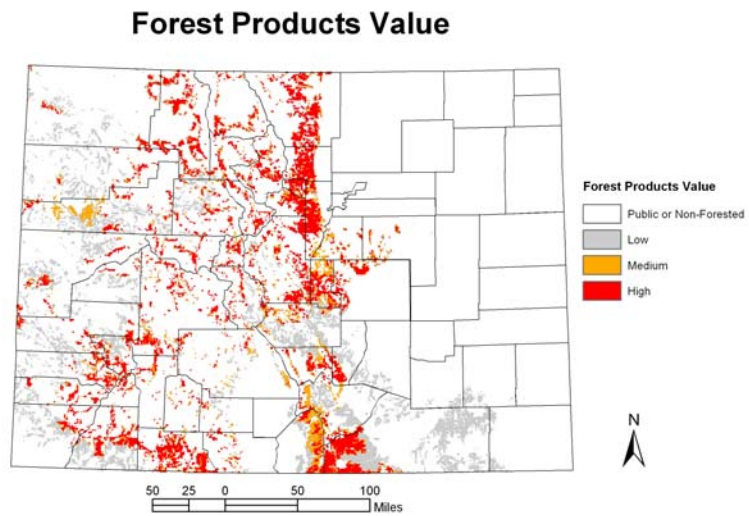 Forest Products Value
Forest Products Value
Public or Non-Forested
Low
Medium
High
N
50 25 0 50 100
Miles